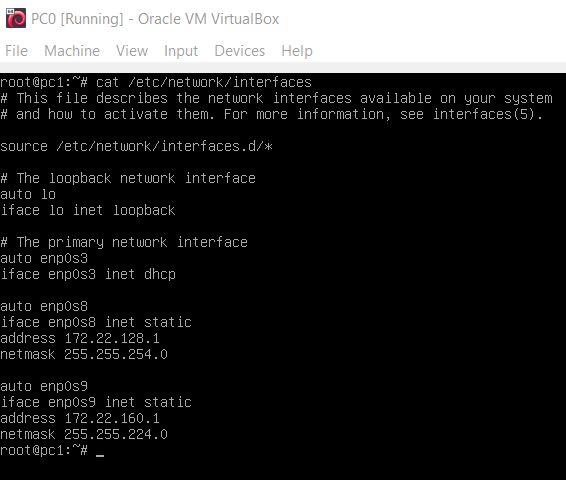 PC0 [Running] - Oracle VM VirtualBox
File Machine View Input Devices Help
root@pc1:~# cat /etc/network/interfaces
# This file describes the network interfaces available on your system
# and how to activate them. For more information, see interfaces(5).
source /etc/network/interfaces.d/*
# The loopback network interface
auto lo
iface lo inet loopback
# The primary network interface
auto enp0s3
iface enp0s3 inet dhcp
auto enp0s8
iface enp0s8 inet static
address 172.22.128.1
netmask 255.255.254.0
auto enp0s9
iface enp0s9 inet static
address 172.22.160.1
netmask 255.255.224.0
root@pc1:~# _